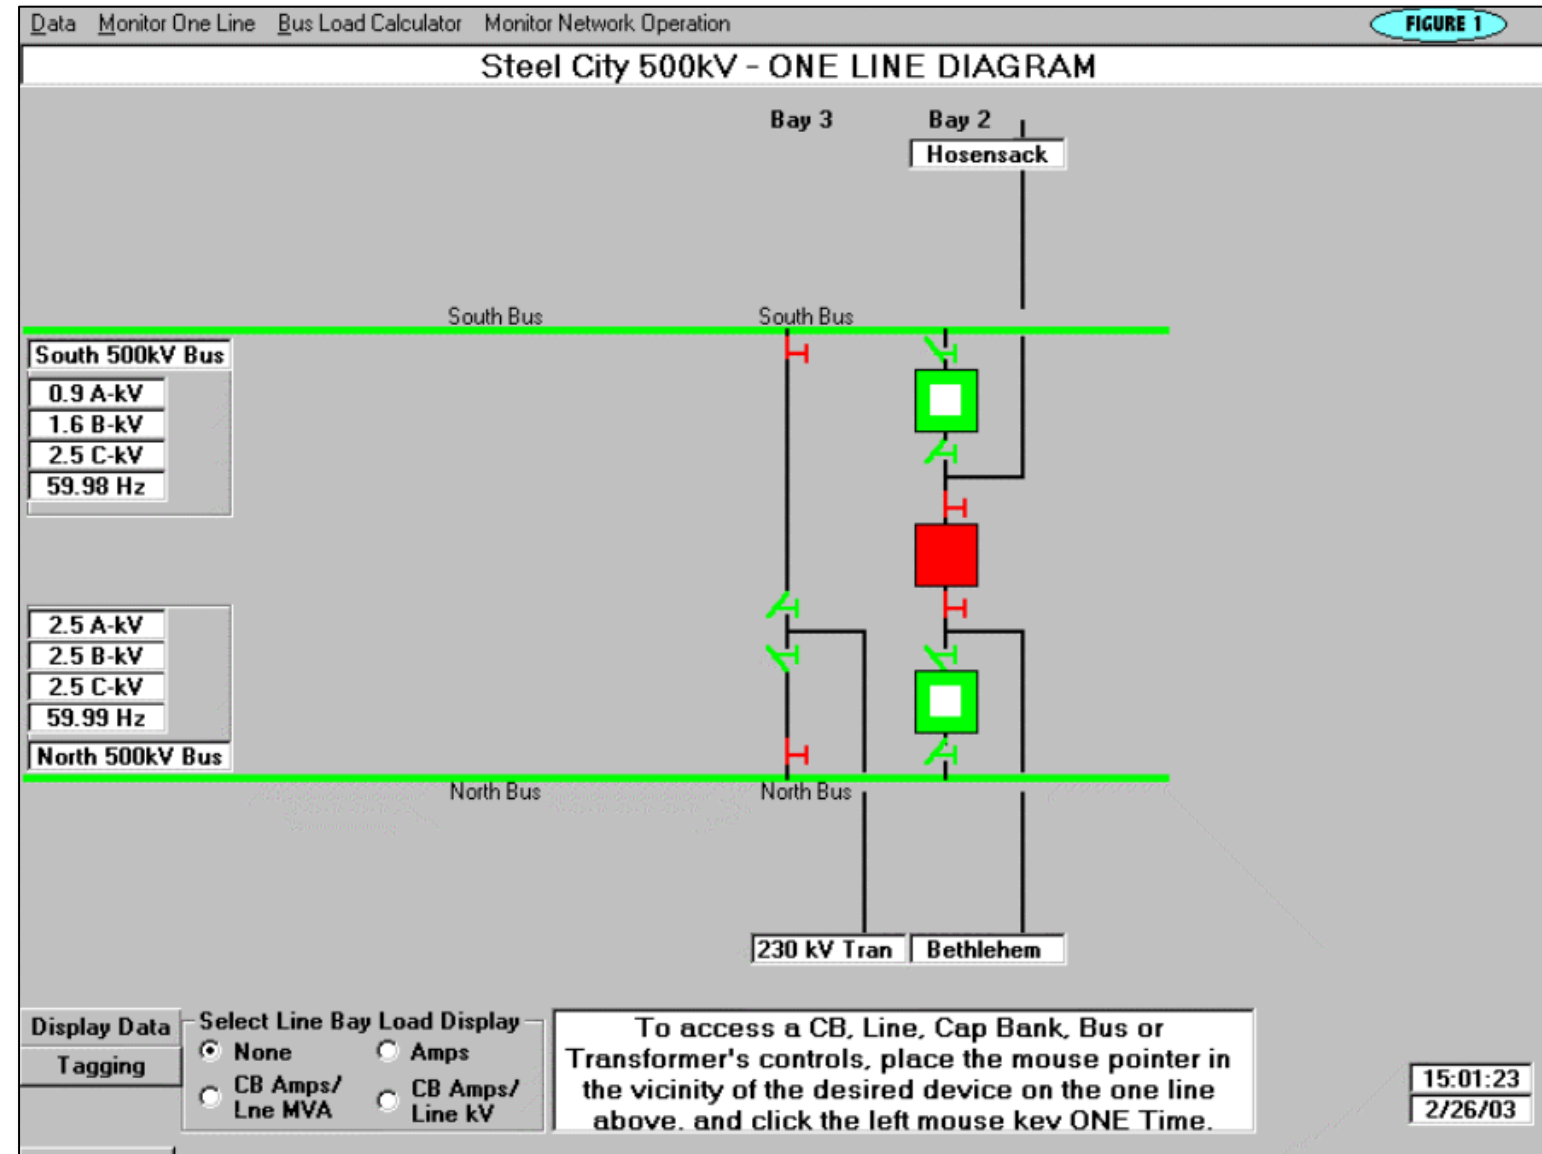 Data Monitor One Line Bus Load Calculator Monitor Network Operation
FIGURE 1
Steel City 500kV - ONE LINE DIAGRAM
Bay 3 Bay 2
Hosensack
South Bus South Bus
South 500kV Bus
0.9 A-kV
1.6 B-kV
2.5 C-kV
59.98 Hz
2.5 A-kV
2.5 B-kV
2.5 C-kV
59.99 Hz
North 500kV Bus
North Bus North Bus
230 kV Tran Bethlehem
Display Data
Tagging
Select Line Bay Load Display
None Amps
CB Amps/
Lne MVA
CB Amps/
Line kV
To access a CB, Line, Cap Bank, Bus or
Transformer's controls, place the mouse pointer in
the vicinity of the desired device on the one line
above, and click the left mouse key ONE Time.
15:01:23
2/26/03